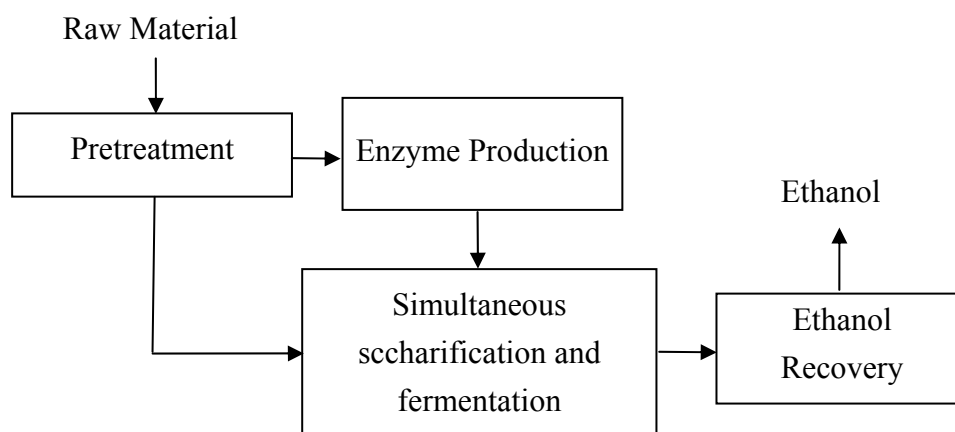 Raw Material
Pretreatment
Enzyme Production
Ethanol
Simultaneous
sccharification and
fermentation
Ethanol
Recovery